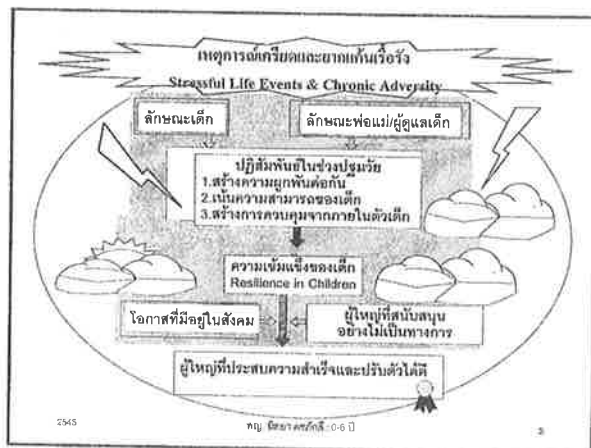 เหตุการณ์เครียดและยากแค้นเรื้อรัง
Stressful Life Events & Chronic Adversity
ลักษณะเด็ก
ลักษณะพ่อแม่/ผู้ดูแลเด็ก
ปฏิสัมพันธ์ในช่วงปฐมวัย
1.สร้างความผูกพันต่อกัน
2.เน้นความสามารถของเด็ก
3.สร้างการควบคุมจากภายในตัวเด็ก
ความเข้มแข็งของเด็ก
Resilience in Children
โอกาสที่มีอยู่ในสังคม
ผู้ใหญ่ที่สนับสนุน
อย่างไม่เป็นทางการ
ผู้ใหญ่ที่ประสบความสำเร็จและปรับตัวได้ดี
2545
พญ. นิตยา คชภักดี : 0-6 ปี